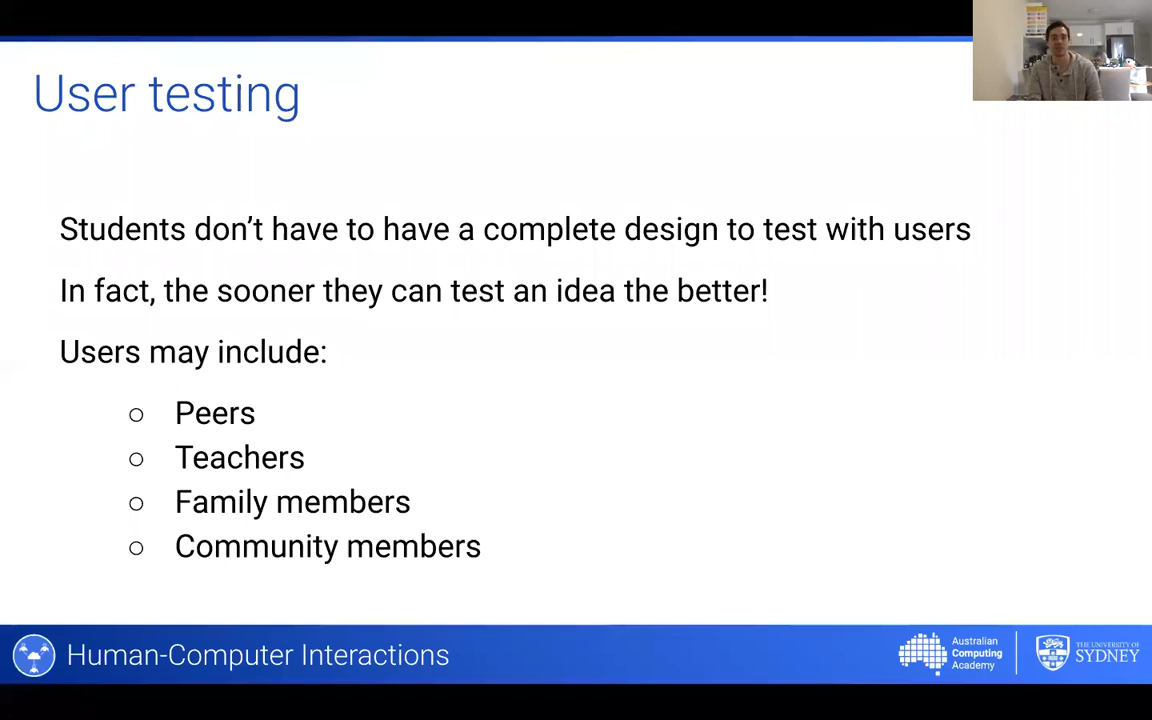 User testing
Students don't have to have a complete design to test with users
In fact, the sooner they can test an idea the better!
Users may include:
○ Peers
○ Teachers
○ Family members
○ Community members
Human-Computer Interactions
Australian
Computing
Academy
THE UNIVERSITY OF
SYDNEY